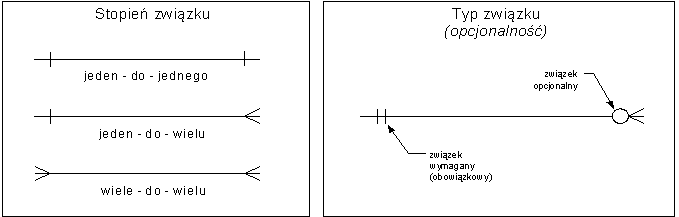 Stopień związku
jeden - do - jednego
jeden - do - wielu
wiele - do - wielu
Typ związku
(opcjonalność)
związek
opcjonalny
związek
wymagany
(obowiązkowy)